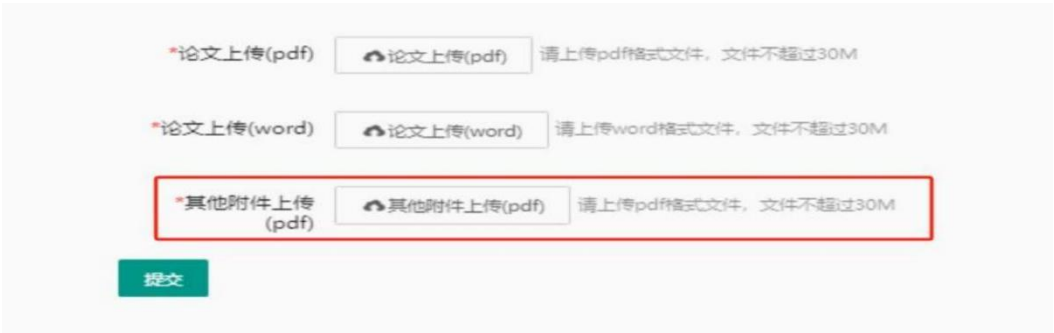 *论文上传(pdf) 论文上传(pdf) 请上传pdf格式文件，文件不超过30M
*论文上传(word) 论文上传(word) 请上传word格式文件，文件不超过30M
*其他附件上传 其他附件上传(pdf) 请上传pdf格式文件，文件不超过30M
(pdf)
提交